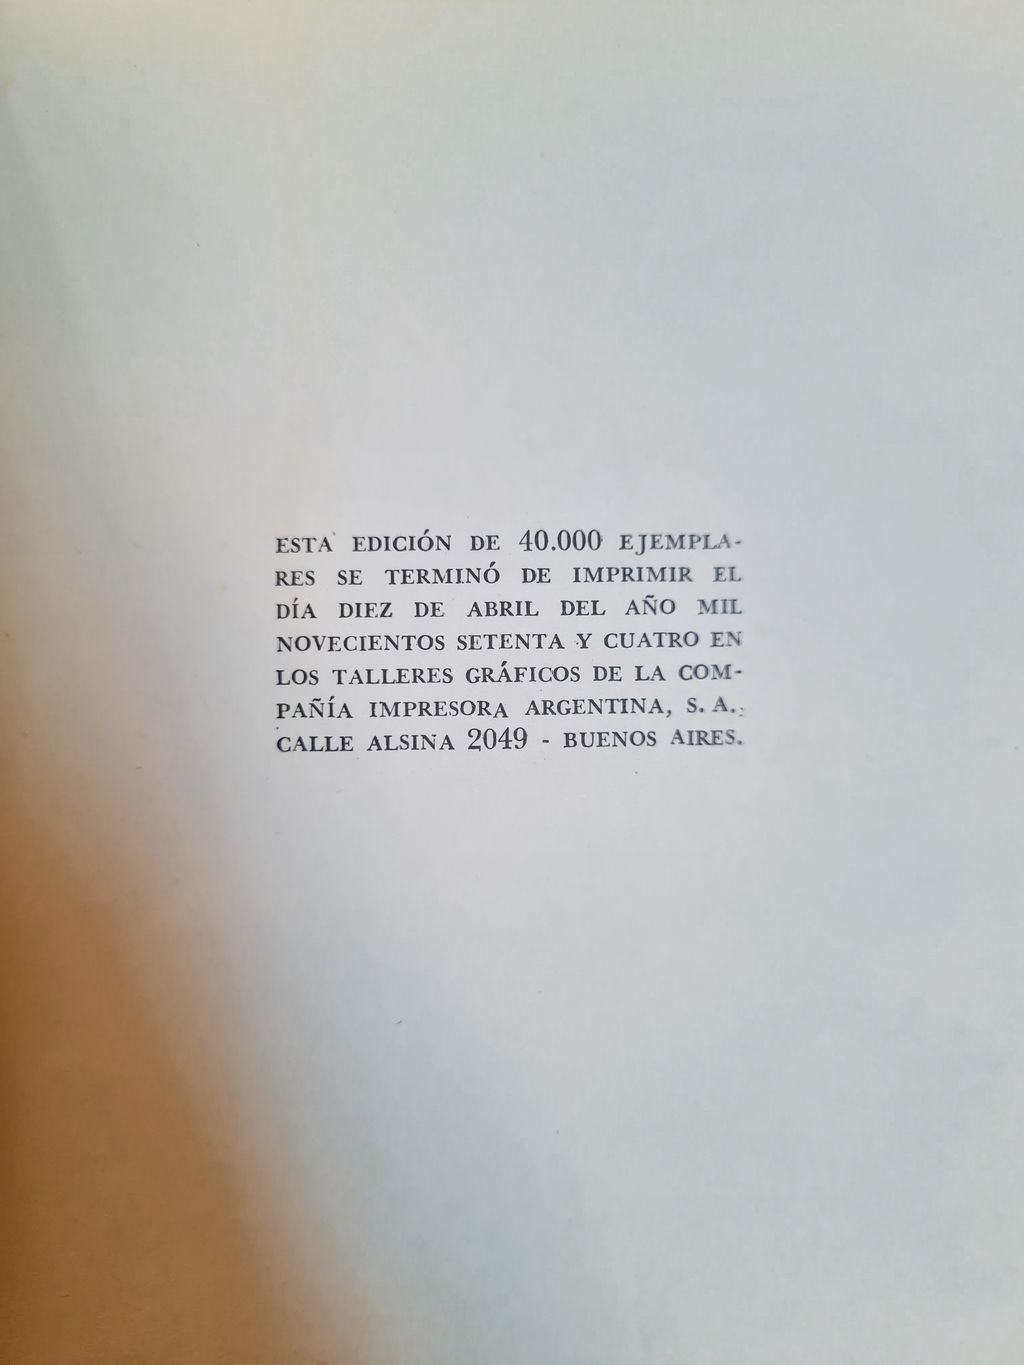 ESTA EDICIÓN DE 40.000 EJEMPLA-
RES SE TERMINÓ DE IMPRIMIR EL
DÍA DIEZ DE ABRIL DEL AÑO MIL
NOVECIENTOS SETENTA Y CUATRO EN
LOS TALLERES GRÁFICOS DE LA COM-
PAÑÍA IMPRESORA ARGENTINA, S. A.,
CALLE ALSINA 2049 - BUENOS AIRES.